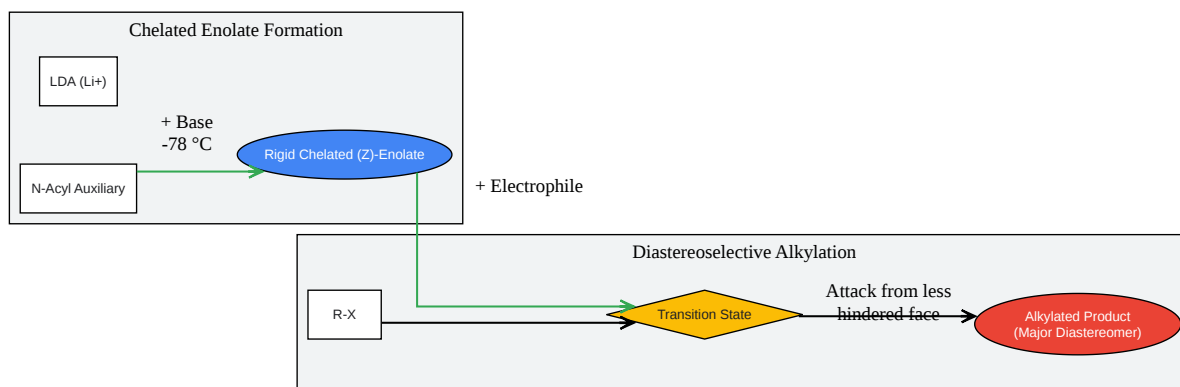 Chelated Enolate Formation
LDA (Li+)
+ Base
-78 °C
Rigid Chelated (Z)-Enolate
N-Acyl Auxiliary
+ Electrophile
Diastereoselective Alkylation
R-X
Transition State
Attack from less
hindered face
Alkylated Product
(Major Diastereomer)